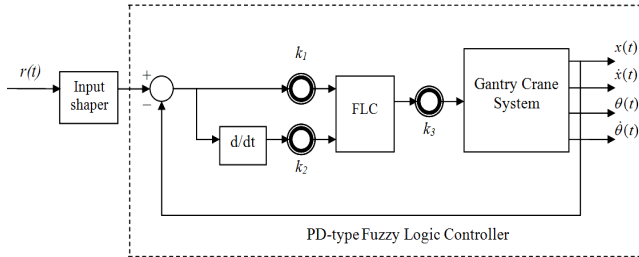 r(t)
Input
shaper
+
−
d/dt
k1
k2
FLC
k3
Gantry Crane
System
x(t)
ẋ(t)
θ(t)
θ̇(t)
PD-type Fuzzy Logic Controller